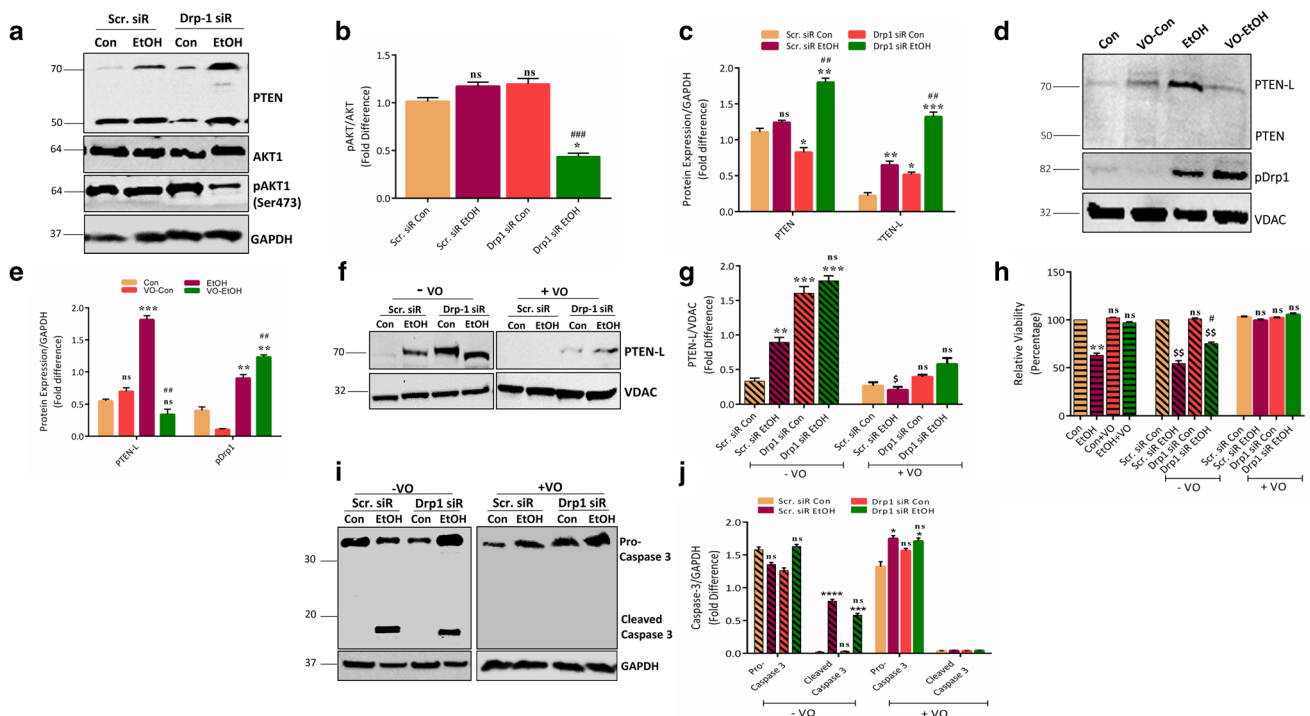 a
Scr. siR Drp-1 siR
Con EtOH Con EtOH
70
PTEN
50
64
AKT1
64
pAKT1
(Ser473)
37
GAPDH
b
pAKT/AKT
(Fold Difference)
1.5
1.0
0.5
0.0
ns
ns
###
*
Scr. siR Con
Scr. siR EtOH
Drp1 siR Con
Drp1 siR EtOH
c
Scr. siR Con Drp1 siR Con
Scr. siR EtOH Drp1 siR EtOH
Protein Expression/GAPDH
(Fold difference)
2.0
1.5
1.0
0.5
0.0
ns
*
##
**
**
*
##
***
PTEN
PTEN-L
d
Con VO-Con EtOH VO-EtOH
70
PTEN-L
50
PTEN
82
pDrp1
32
VDAC
e
Con EtOH
VO-Con VO-EtOH
Protein Expression/GAPDH
(Fold difference)
2.0
1.5
1.0
0.5
0.0
ns
***
##
ns
**
##
**
PTEN-L
pDrp1
f
- VO + VO
Scr. siR Drp-1 siR Scr. siR Drp-1 siR
Con EtOH Con EtOH Con EtOH Con EtOH
70
PTEN-L
32
VDAC
g
PTEN-L/VDAC
(Fold Difference)
2.0
1.5
1.0
0.5
0.0
**
***
ns
***
$
ns
ns
Scr. siR Con
Scr. siR EtOH
Drp1 siR Con
Drp1 siR EtOH
Scr. siR Con
Scr. siR EtOH
Drp1 siR Con
Drp1 siR EtOH
- VO
+ VO
h
Relative Viability
(Percentage)
150
100
50
0
**
ns
ns
$$
ns
#
$$
ns
ns
ns
Con
EtOH
Con+VO
EtOH+VO
Scr. siR Con
Scr. siR EtOH
Drp1 siR Con
Drp1 siR EtOH
Scr. siR Con
Scr. siR EtOH
Drp1 siR Con
Drp1 siR EtOH
- VO
+ VO
i
-VO +VO
Scr. siR Drp1 siR Scr. siR Drp1 siR
Con EtOH Con EtOH Con EtOH Con EtOH
Pro-
Caspase 3
30
20
Cleaved
Caspase 3
37
GAPDH
j
Scr. siR Con Drp1 siR Con
Scr. siR EtOH Drp1 siR EtOH
Caspase-3/GAPDH
(Fold Difference)
2.0
1.5
1.0
0.5
0.0
ns
ns
****
ns
ns
***
*
ns
ns
*
Pro-
Caspase 3
Cleaved
Caspase 3
Pro-
Caspase 3
Cleaved
Caspase 3
- VO
+ VO